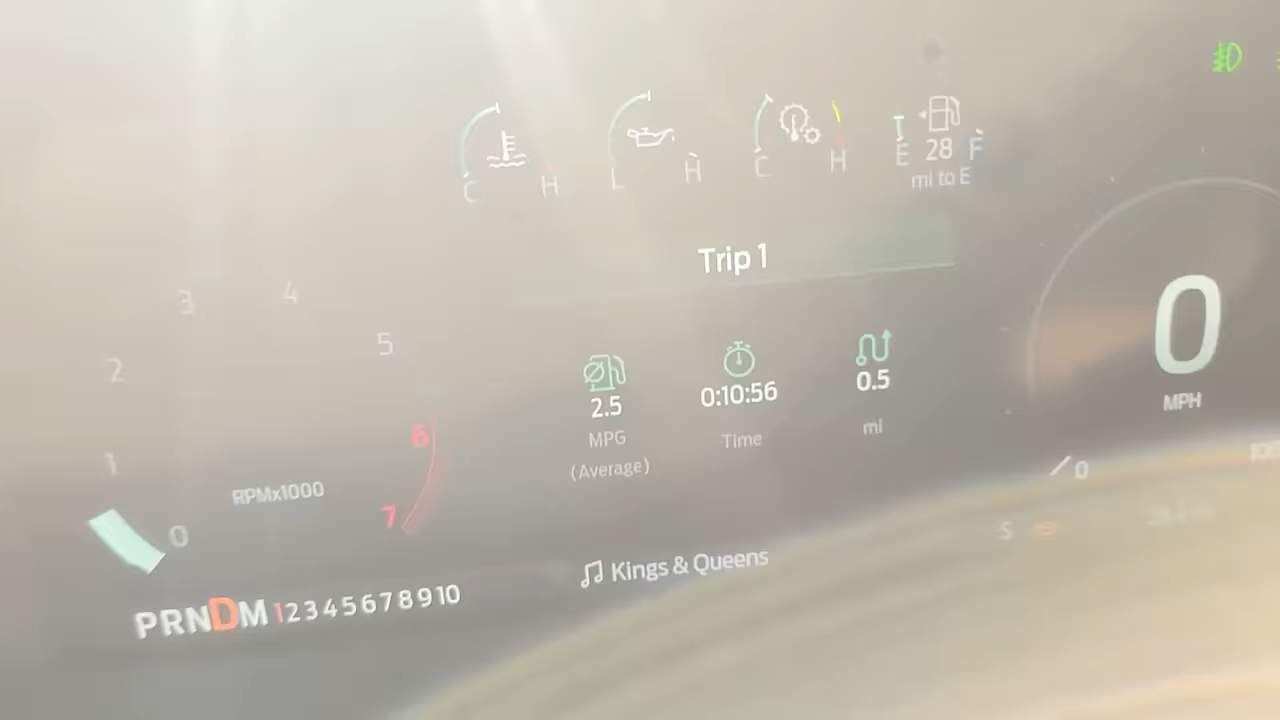 C H
L H
C H
E 28 F
mi to E
Trip 1
0
MPH
1
2
3
4
5
6
7
0
RPMx1000
2.5
MPG
(Average)
0:10:56
Time
0.5
mi
/ 0
S
Kings & Queens
PRNDM 12345678910